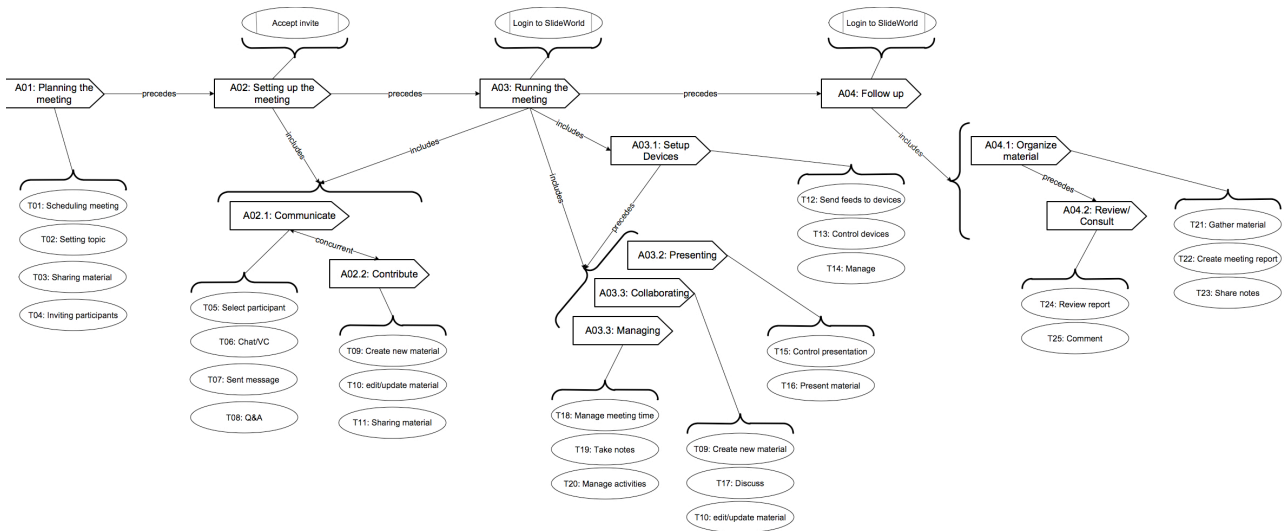 Accept invite
Login to SlideWorld
Login to SlideWorld
A01: Planning the
meeting
precedes
A02: Setting up the
meeting
precedes
A03: Running the
meeting
precedes
A04: Follow up
includes
includes
includes
includes
includes
A03.1: Setup
Devices
precedes
A04.1: Organize
material
precedes
A04.2: Review/
Consult
T01: Scheduling meeting
T02: Setting topic
T03: Sharing material
T04: Inviting participants
A02.1: Communicate
concurrent
A02.2: Contribute
T05: Select participant
T06: Chat/VC
T07: Sent message
T08: Q&A
T09: Create new material
T10: edit/update material
T11: Sharing material
A03.2: Presenting
A03.3: Collaborating
A03.3: Managing
T12: Send feeds to devices
T13: Control devices
T14: Manage
T15: Control presentation
T16: Present material
T18: Manage meeting time
T19: Take notes
T20: Manage activities
T09: Create new material
T17: Discuss
T10: edit/update material
T21: Gather material
T22: Create meeting report
T23: Share notes
T24: Review report
T25: Comment